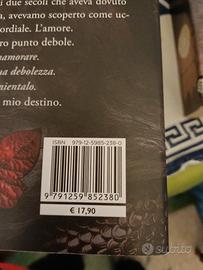 i due secoli che aveva dovuto
, avevamo scoperto come uc-
ordiale. L'amore.
ro punto debole.
namorare.
ua debolezza.
mientalo.
mio destino.
ISBN 979-12-5985-238-0
9 791259 852380
€ 17,90
subito